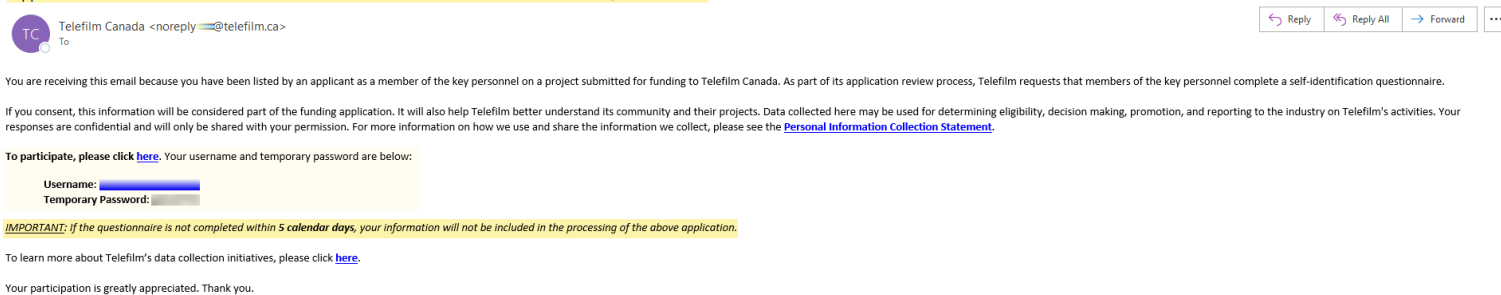 TC
Telefilm Canada <noreply@telefilm.ca>
To
Reply
Reply All
Forward
You are receiving this email because you have been listed by an applicant as a member of the key personnel on a project submitted for funding to Telefilm Canada. As part of its application review process, Telefilm requests that members of the key personnel complete a self-identification questionnaire.
If you consent, this information will be considered part of the funding application. It will also help Telefilm better understand its community and their projects. Data collected here may be used for determining eligibility, decision making, promotion, and reporting to the industry on Telefilm's activities. Your
responses are confidential and will only be shared with your permission. For more information on how we use and share the information we collect, please see the Personal Information Collection Statement.
To participate, please click here. Your username and temporary password are below:
Username:
Temporary Password:
IMPORTANT: If the questionnaire is not completed within 5 calendar days, your information will not be included in the processing of the above application.
To learn more about Telefilm’s data collection initiatives, please click here.
Your participation is greatly appreciated. Thank you.